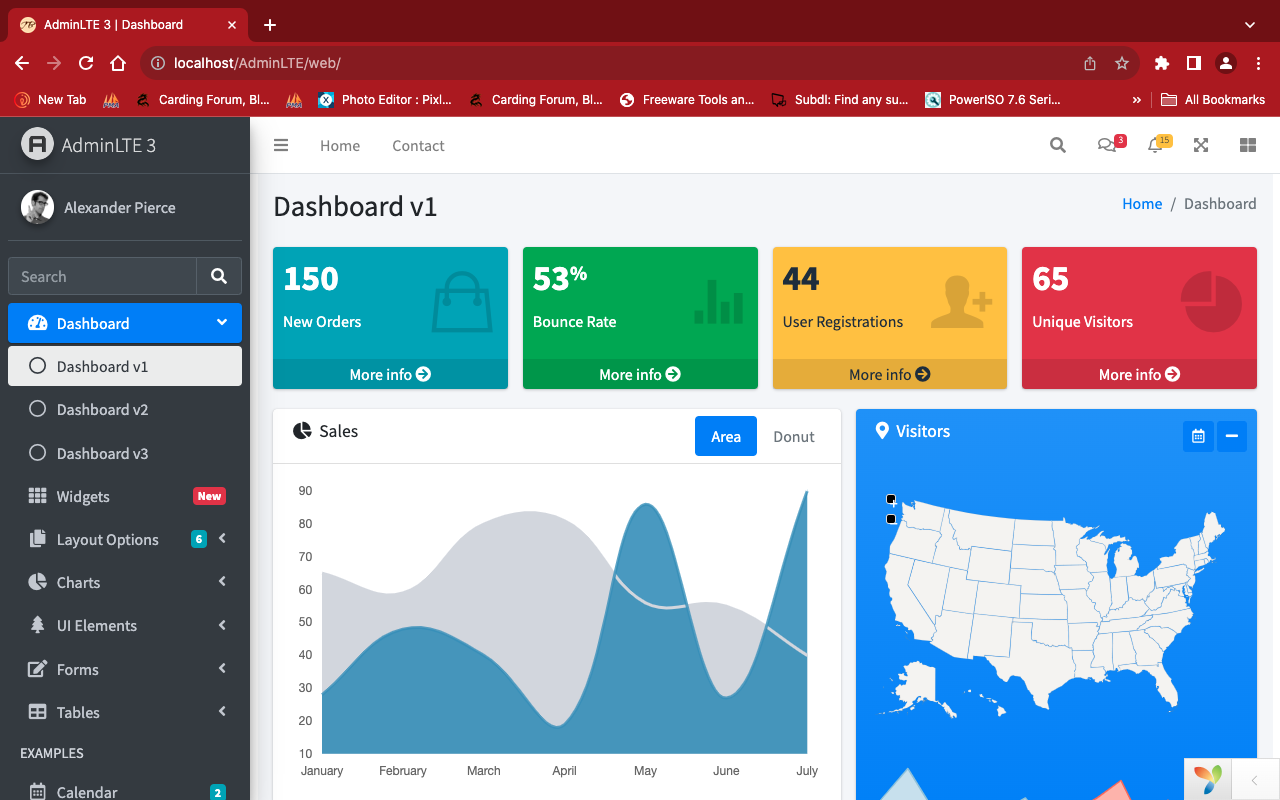 AdminLTE 3 | Dashboard
localhost/AdminLTE/web/
New Tab
Carding Forum, Bl...
Photo Editor : Pixl...
Carding Forum, Bl...
Freeware Tools an...
Subdl: Find any su...
PowerISO 7.6 Seri...
»
All Bookmarks
AdminLTE 3
Home
Contact
3
15
Alexander Pierce
Search
Dashboard
Dashboard v1
Dashboard v2
Dashboard v3
Widgets New
Layout Options 6
Charts
UI Elements
Forms
Tables
EXAMPLES
Calendar 2
Dashboard v1
Home / Dashboard
150
New Orders
More info
53%
Bounce Rate
More info
44
User Registrations
More info
65
Unique Visitors
More info
Sales
Area
Donut
90
80
70
60
50
40
30
20
10
January February March April May June July
Visitors
+